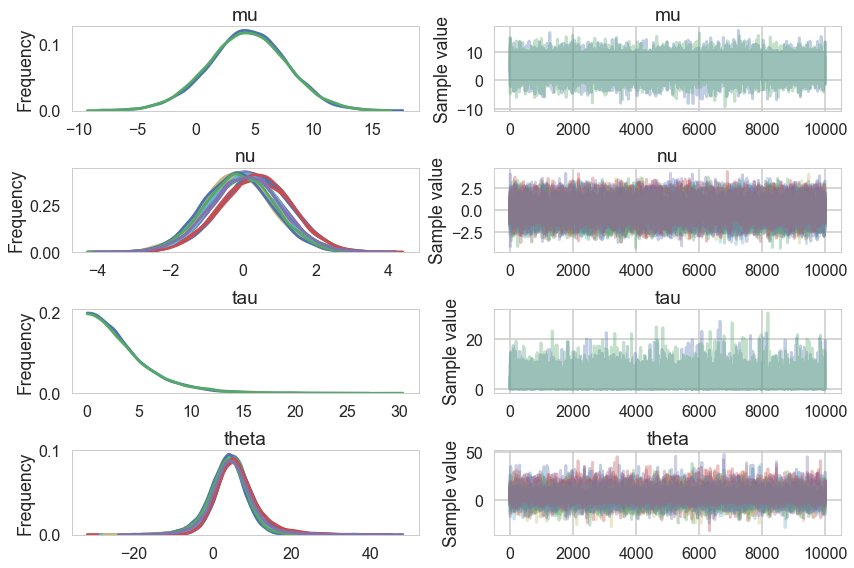 mu
Frequency
0.1
0.0
−10 −5 0 5 10 15
mu
Sample value
10
0
−10
0 2000 4000 6000 8000 10000
nu
Frequency
0.25
0.00
−4 −2 0 2 4
nu
Sample value
2.5
0.0
−2.5
0 2000 4000 6000 8000 10000
tau
Frequency
0.2
0.0
0 5 10 15 20 25 30
tau
Sample value
20
0
0 2000 4000 6000 8000 10000
theta
Frequency
0.1
0.0
−20 0 20 40
theta
Sample value
50
0
0 2000 4000 6000 8000 10000